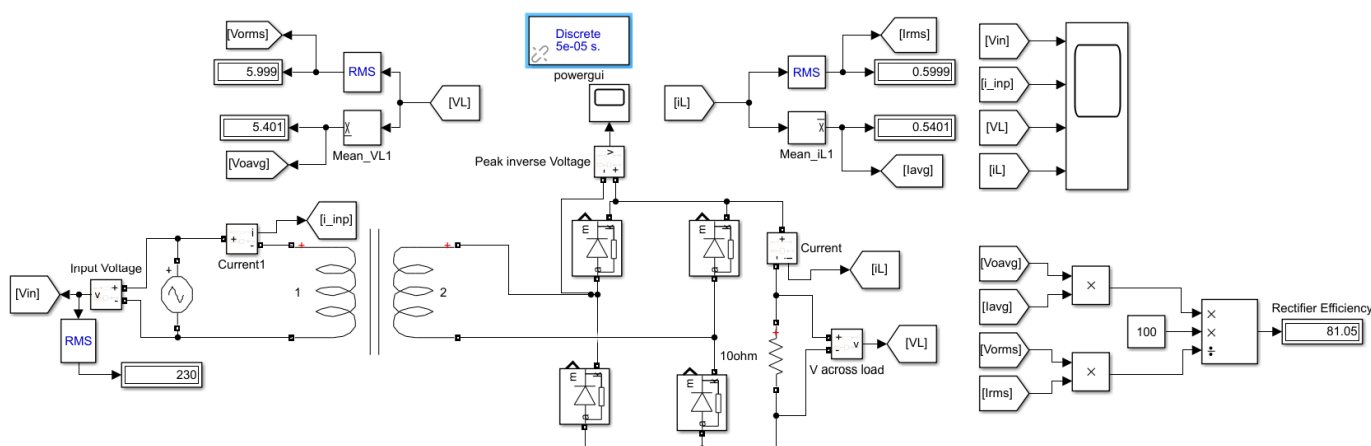 [Vorms]
RMS
5.999
[VL]
5.401
Mean_VL1
[Voavg]
Discrete
5e-05 s.
powergui
[Irms]
RMS
0.5999
[iL]
0.5401
Mean_iL1
[Iavg]
[Vin]
[i_inp]
[VL]
[iL]
Peak inverse Voltage
v
- +
[i_inp]
+ i
-
Current1
Input Voltage
[Vin]
v + -
+
RMS
230
+
1
+
2
m k
a
m k
a
m k
a
m k
a
+
- i
Current
[iL]
+
10ohm
+
-
v
[VL]
V across load
[Voavg]
[Iavg]
×
100
[Vorms]
[Irms]
×
×
×
÷
Rectifier Efficiency
81.05